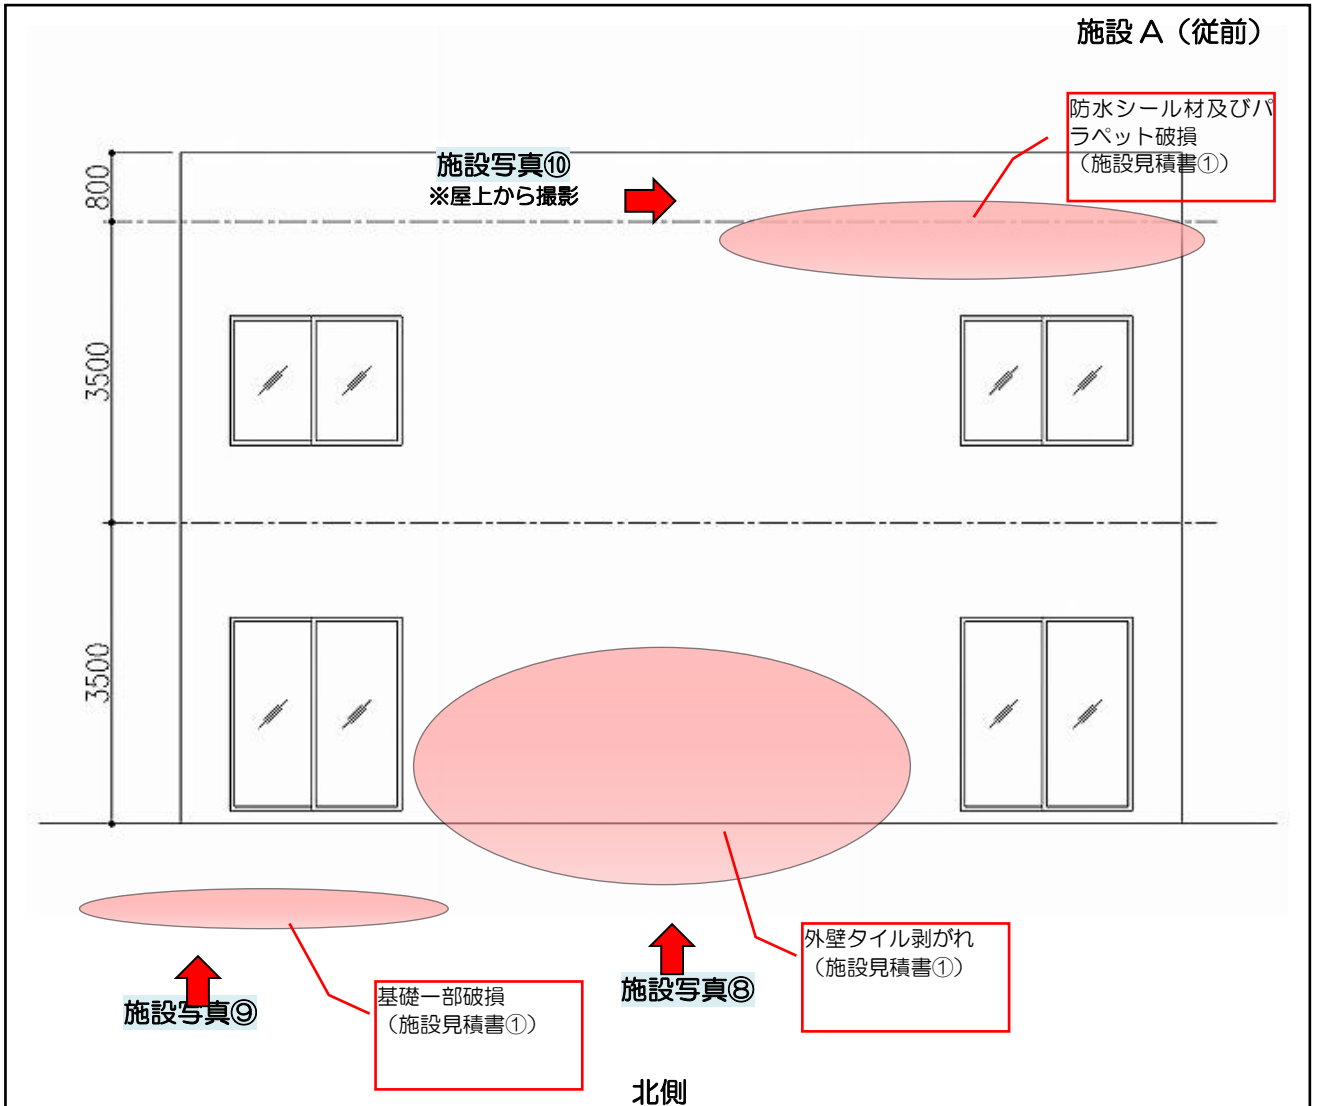 施設A（従前）
防水シール材及びパ
ラペット破損
（施設見積書①）
施設写真⑩
※屋上から撮影
800
3500
3500
外壁タイル剥がれ
（施設見積書①）
施設写真⑧
基礎一部破損
（施設見積書①）
施設写真⑨
北側